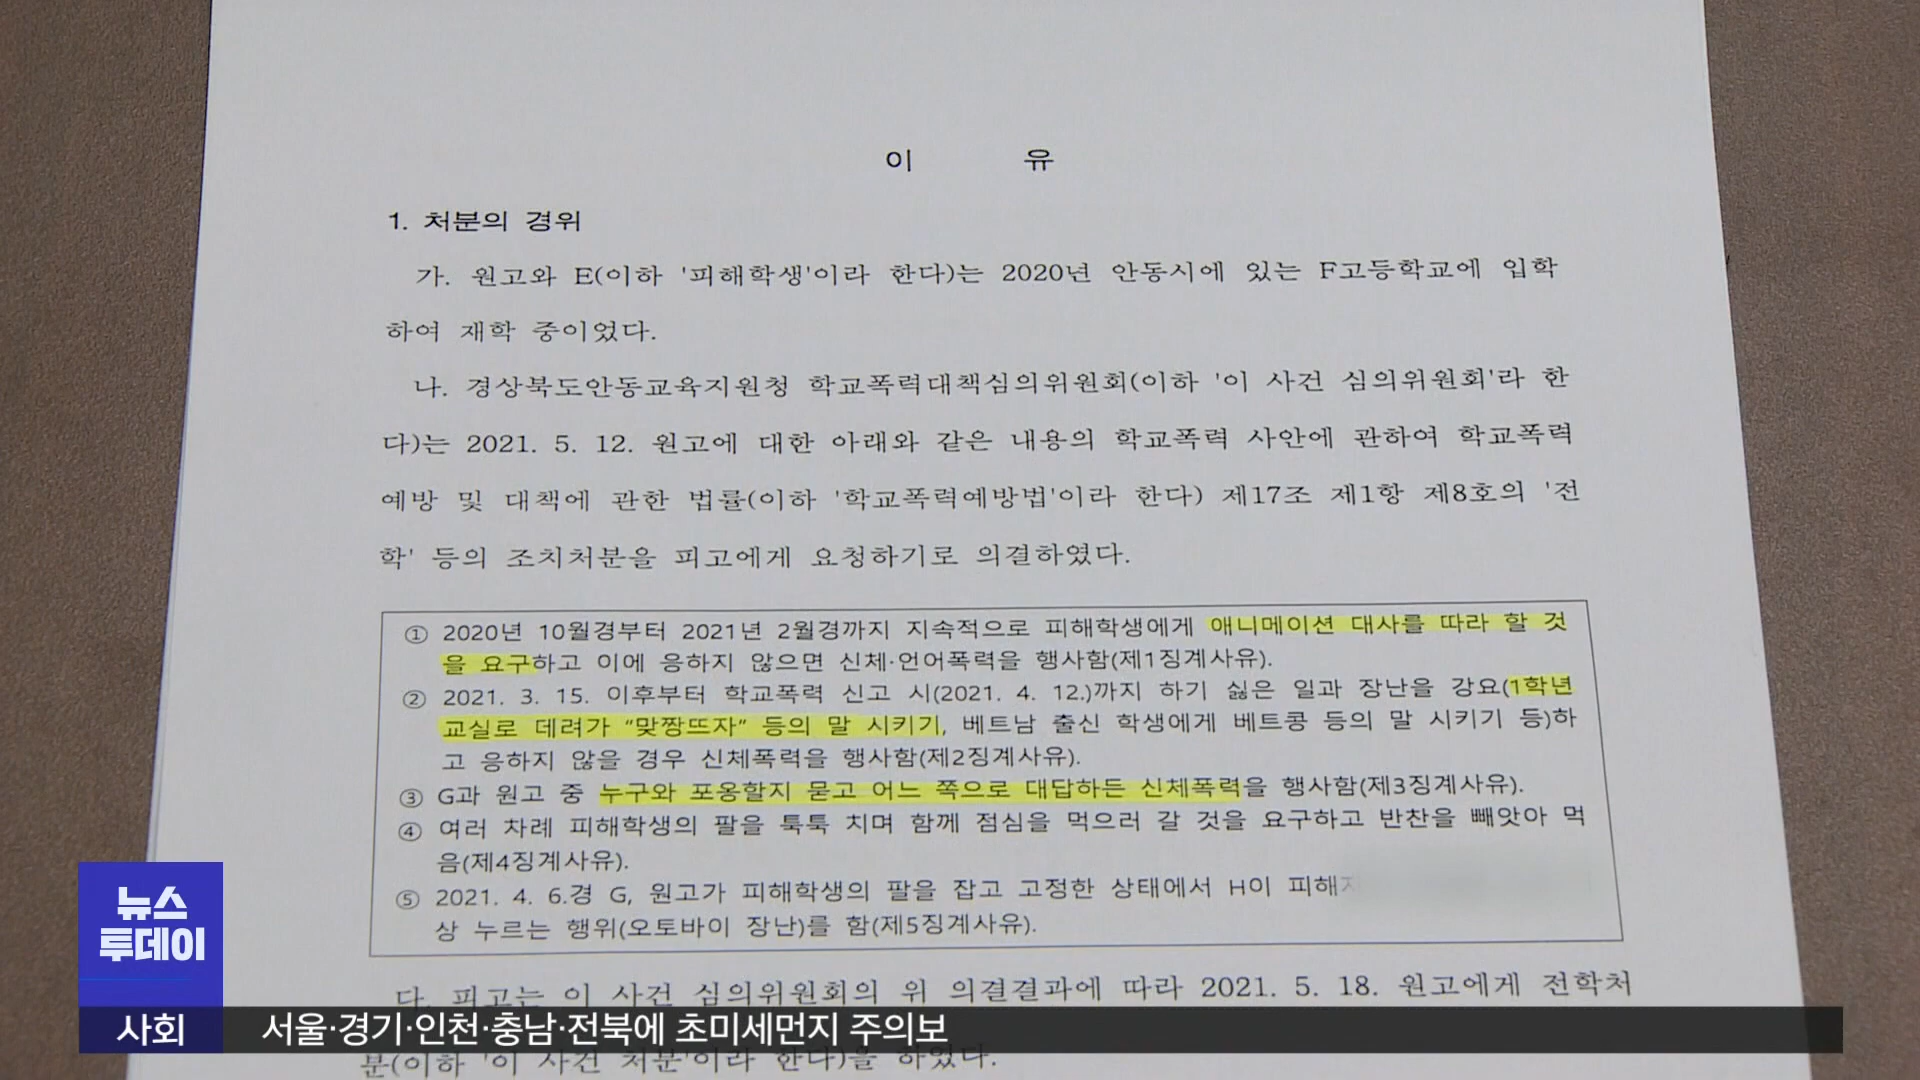 이 유
1. 처분의 경위
가. 원고와 E(이하 '피해학생'이라 한다)는 2020년 안동시에 있는 F고등학교에 입학
하여 재학 중이었다.
나. 경상북도안동교육지원청 학교폭력대책심의위원회(이하 '이 사건 심의위원회'라 한
다)는 2021. 5. 12. 원고에 대한 아래와 같은 내용의 학교폭력 사안에 관하여 학교폭력
예방 및 대책에 관한 법률(이하 '학교폭력예방법'이라 한다) 제17조 제1항 제8호의 '전
학' 등의 조치처분을 피고에게 요청하기로 의결하였다.
① 2020년 10월경부터 2021년 2월경까지 지속적으로 피해학생에게 애니메이션 대사를 따라 할 것
을 요구하고 이에 응하지 않으면 신체·언어폭력을 행사함(제1징계사유).
② 2021. 3. 15. 이후부터 학교폭력 신고 시(2021. 4. 12.)까지 하기 싫은 일과 장난을 강요(1학년
교실로 데려가 “맞짱뜨자” 등의 말 시키기, 베트남 출신 학생에게 베트콩 등의 말 시키기 등)하
고 응하지 않을 경우 신체폭력을 행사함(제2징계사유).
③ G과 원고 중 누구와 포옹할지 묻고 어느 쪽으로 대답하든 신체폭력을 행사함(제3징계사유).
④ 여러 차례 피해학생의 팔을 툭툭 치며 함께 점심을 먹으러 갈 것을 요구하고 반찬을 빼앗아 먹
음(제4징계사유).
⑤ 2021. 4. 6.경 G, 원고가 피해학생의 팔을 잡고 고정한 상태에서 H이 피해
상 누르는 행위(오토바이 장난)를 함(제5징계사유).
다. 피고는 이 사건 심의위원회의 위 의결결과에 따라 2021. 5. 18. 원고에게 전학처
분(이하 '이 사건 처분'이라 한다)을 하였다.
뉴스
투데이
사회 서울·경기·인천·충남·전북에 초미세먼지 주의보